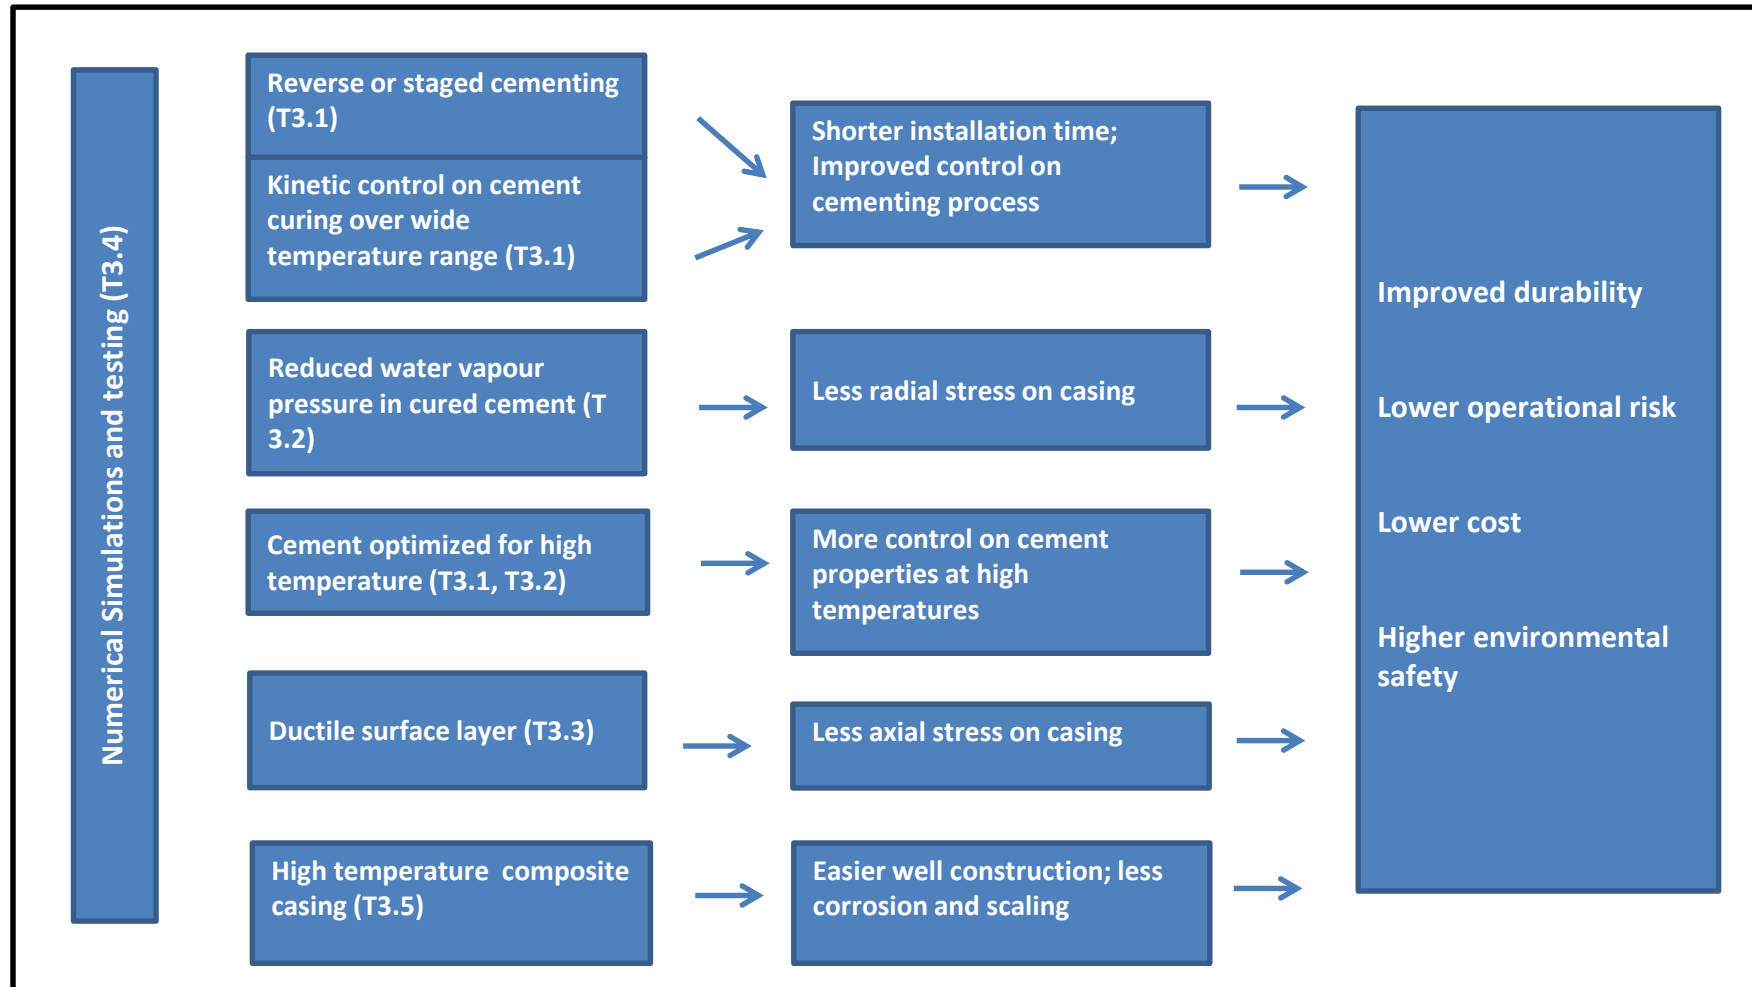 Numerical Simulations and testing (T3.4)
Reverse or staged cementing
(T3.1)
Kinetic control on cement
curing over wide
temperature range (T3.1)
Reduced water vapour
pressure in cured cement (T
3.2)
Cement optimized for high
temperature (T3.1, T3.2)
Ductile surface layer (T3.3)
High temperature  composite
casing (T3.5)
Shorter installation time;
Improved control on
cementing process
Less radial stress on casing
More control on cement
properties at high
temperatures
Less axial stress on casing
Easier well construction; less
corrosion and scaling
Improved durability
Lower operational risk
Lower cost
Higher environmental
safety